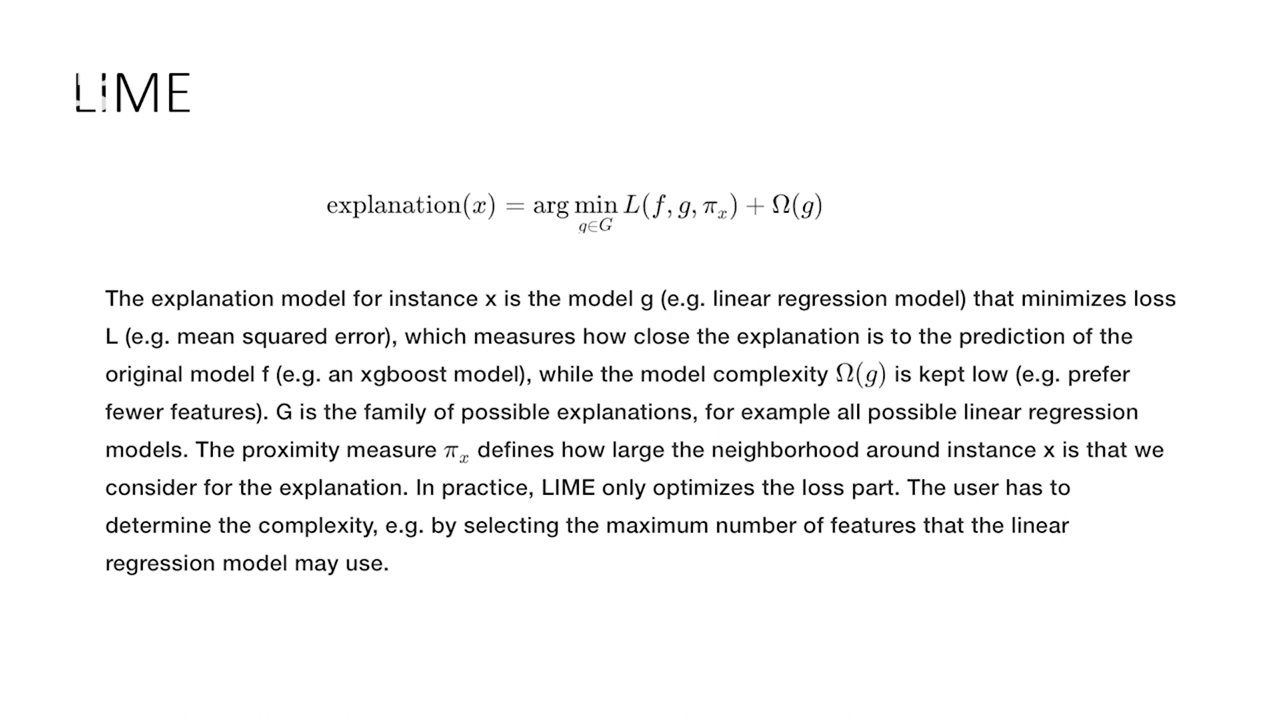 LIME
explanation(x) = arg min L(f, g, πₓ) + Ω(g)
g∈G
The explanation model for instance x is the model g (e.g. linear regression model) that minimizes loss
L (e.g. mean squared error), which measures how close the explanation is to the prediction of the
original model f (e.g. an xgboost model), while the model complexity Ω(g) is kept low (e.g. prefer
fewer features). G is the family of possible explanations, for example all possible linear regression
models. The proximity measure πₓ defines how large the neighborhood around instance x is that we
consider for the explanation. In practice, LIME only optimizes the loss part. The user has to
determine the complexity, e.g. by selecting the maximum number of features that the linear
regression model may use.